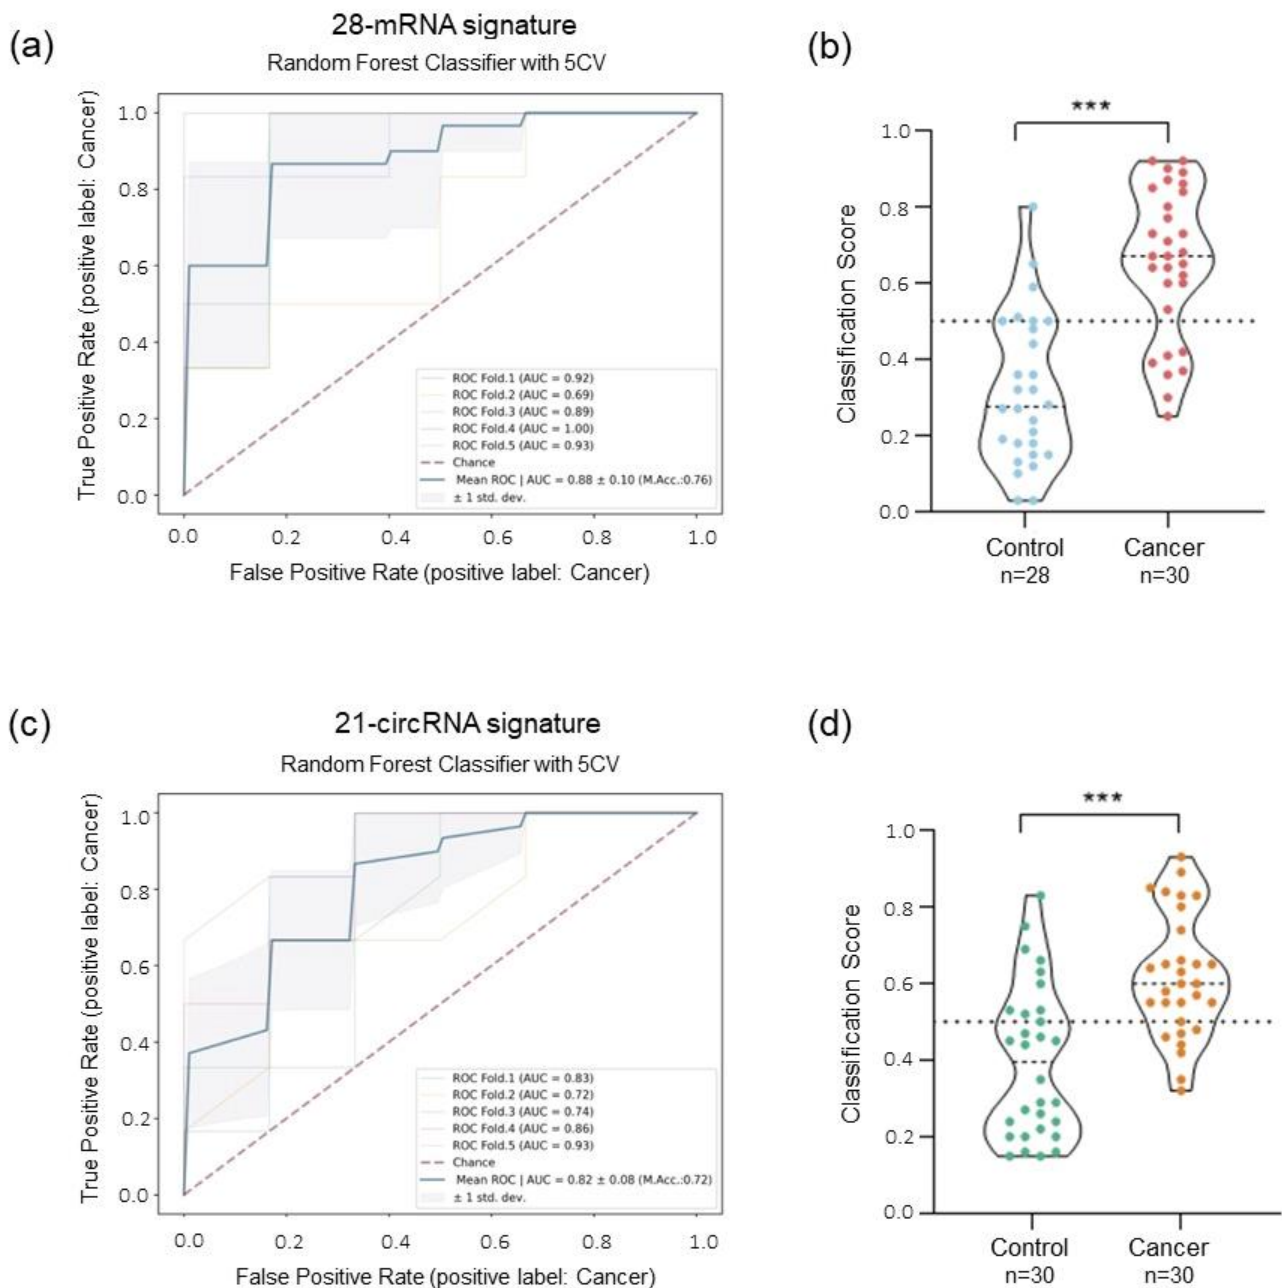 (a)
28-mRNA signature
Random Forest Classifier with 5CV
True Positive Rate (positive label: Cancer)
1.0
0.8
0.6
0.4
0.2
0.0
ROC Fold.1 (AUC = 0.92)
ROC Fold.2 (AUC = 0.69)
ROC Fold.3 (AUC = 0.89)
ROC Fold.4 (AUC = 1.00)
ROC Fold.5 (AUC = 0.93)
Chance
Mean ROC | AUC = 0.88 ± 0.10 (M.Acc.:0.76)
± 1 std. dev.
0.0 0.2 0.4 0.6 0.8 1.0
False Positive Rate (positive label: Cancer)
(b)
***
Classification Score
1.0
0.8
0.6
0.4
0.2
0.0
Control Cancer
n=28 n=30
(c)
21-circRNA signature
Random Forest Classifier with 5CV
True Positive Rate (positive label: Cancer)
1.0
0.8
0.6
0.4
0.2
0.0
ROC Fold.1 (AUC = 0.83)
ROC Fold.2 (AUC = 0.72)
ROC Fold.3 (AUC = 0.74)
ROC Fold.4 (AUC = 0.86)
ROC Fold.5 (AUC = 0.93)
Chance
Mean ROC | AUC = 0.82 ± 0.08 (M.Acc.:0.72)
± 1 std. dev.
0.0 0.2 0.4 0.6 0.8 1.0
False Positive Rate (positive label: Cancer)
(d)
***
Classification Score
1.0
0.8
0.6
0.4
0.2
0.0
Control Cancer
n=30 n=30